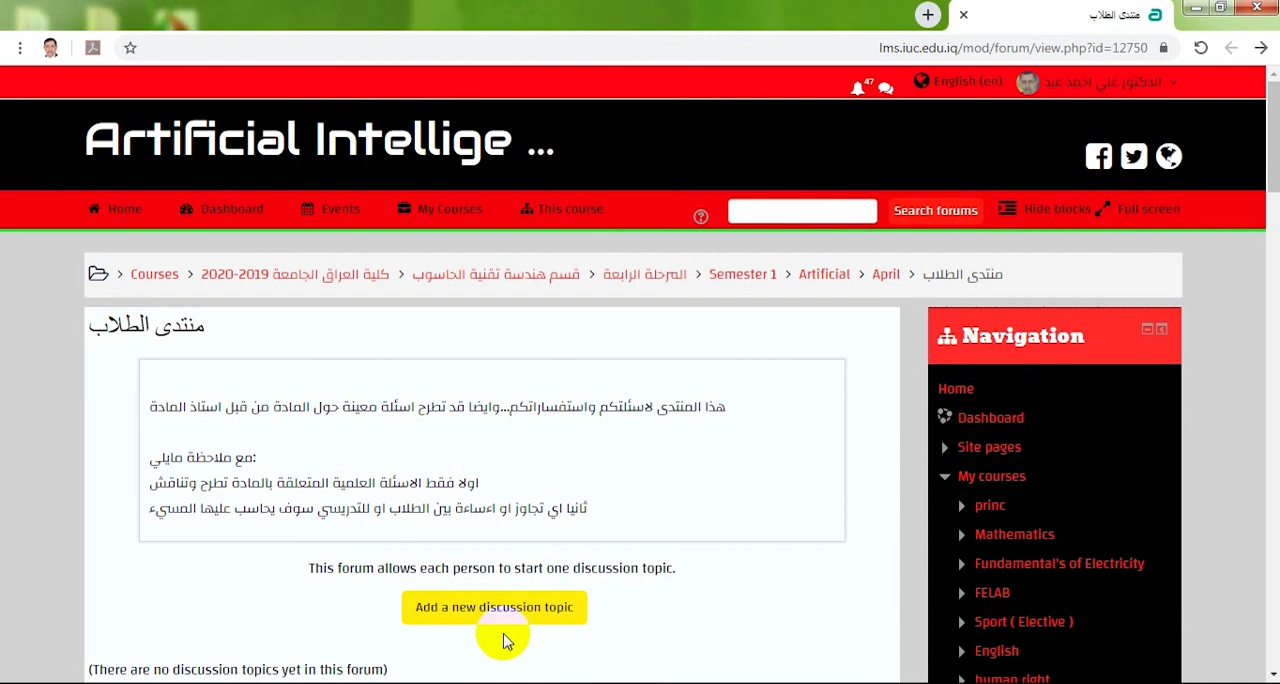 منتدى الطلاب
lms.iuc.edu.iq/mod/forum/view.php?id=12750
47
English (en)
الدكتور علي احمد عبد
Artificial Intellige ...
Home Dashboard Events My Courses This course
Search forums Hide blocks Full screen
Courses > كلية العراق الجامعة 2019-2020 > قسم هندسة تقنية الحاسوب > المرحلة الرابعة > Semester 1 > Artificial > April > منتدى الطلاب
منتدى الطلاب
هذا المنتدى لاسئلتكم واستفساراتكم...وايضا قد تطرح اسئلة معينة حول المادة من قبل استاذ المادة
مع ملاحظة مايلي:
اولا فقط الاسئلة العلمية المتعلقة بالمادة تطرح وتناقش
ثانيا اي تجاوز او اءساءة بين الطلاب او للتدريسي سوف يحاسب عليها المسيء
This forum allows each person to start one discussion topic.
Add a new discussion topic
(There are no discussion topics yet in this forum)
Navigation
Home
Dashboard
Site pages
My courses
princ
Mathematics
Fundamental's of Electricity
FELAB
Sport ( Elective )
English
human right